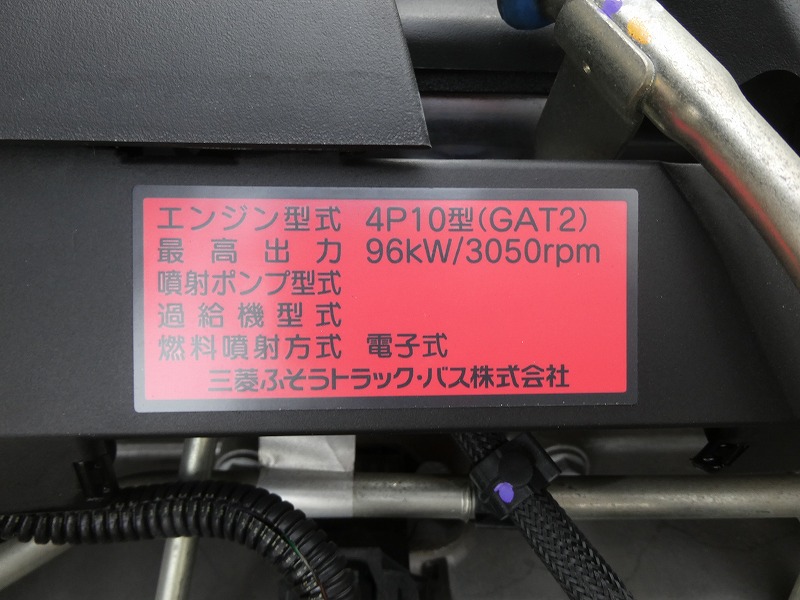 エンジン型式 4P10型(GAT2)
最高出力 96kW/3050rpm
噴射ポンプ型式
過給機型式
燃料噴射方式 電子式
三菱ふそうトラック・バス株式会社